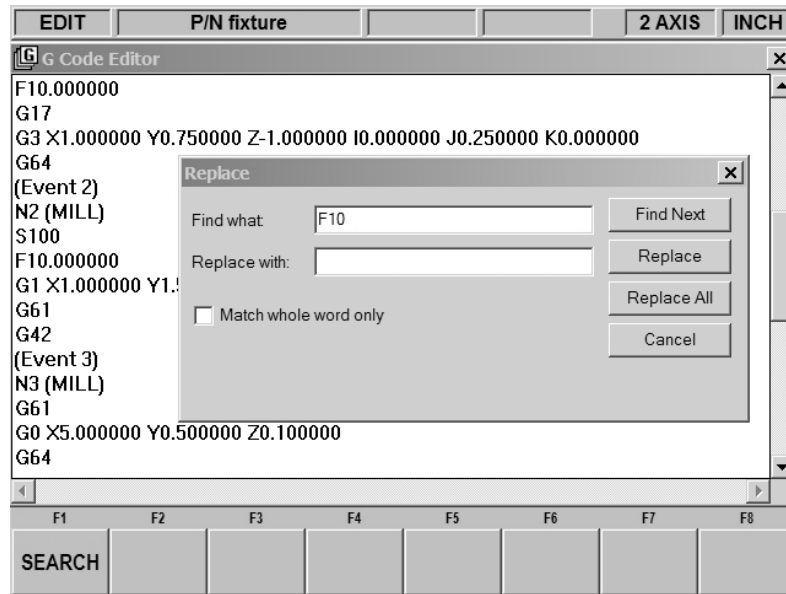 EDIT P/N fixture 2 AXIS INCH
G G Code Editor
F10.000000
G17
G3 X1.000000 Y0.750000 Z-1.000000 I0.000000 J0.250000 K0.000000
G64
(Event 2)
N2 (MILL)
S100
F10.000000
G1 X1.000000 Y1.
G61
G42
(Event 3)
N3 (MILL)
G61
G0 X5.000000 Y0.500000 Z0.100000
G64
Replace
Find what: F10 Find Next
Replace with: Replace
Match whole word only Replace All
Cancel
F1 F2 F3 F4 F5 F6 F7 F8
SEARCH